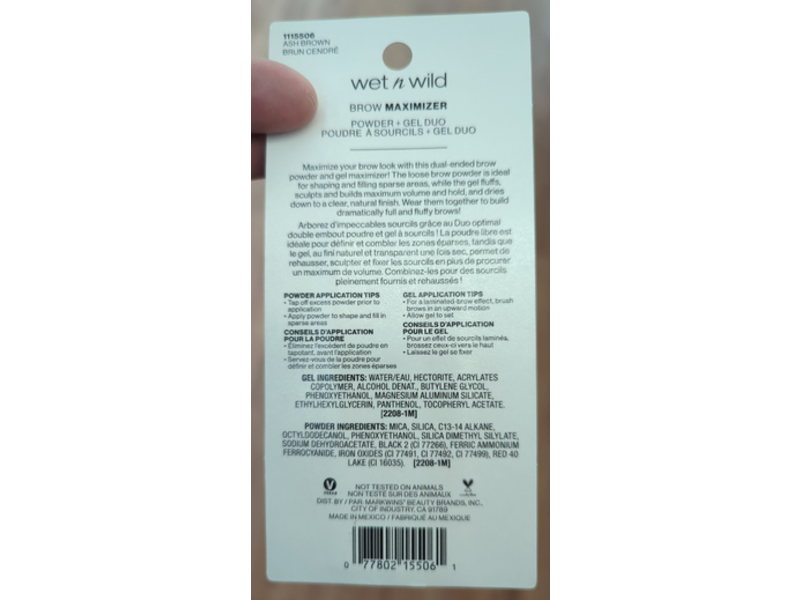 1115506
ASH BROWN
BRUN CENDRÉ
wet n wild
BROW MAXIMIZER
POWDER + GEL DUO
POUDRE À SOURCILS + GEL DUO
Maximize your brow look with this dual-ended brow
powder and gel maximizer! The loose brow powder is ideal
for shaping and filling sparse areas, while the gel fluffs,
sculpts and builds maximum volume and hold, and dries
down to a clear, natural finish. Wear them together to build
dramatically full and fluffy brows!
Arborez d'impeccables sourcils grâce au Duo optimal
double embout poudre et gel à sourcils ! La poudre libre est
idéale pour définir et combler les zones éparses, tandis que
le gel, au fini naturel et transparent une fois sec, permet de
rehausser, sculpter et fixer les sourcils en plus de procurer
un maximum de volume. Combinez-les pour des sourcils
pleinement fournis et rehaussés !
POWDER APPLICATION TIPS
• Tap off excess powder prior to
application
• Apply powder to shape and fill in
sparse areas
CONSEILS D'APPLICATION
POUR LA POUDRE
• Éliminez l'excédent de poudre en
tapotant, avant l'application
• Servez-vous de la poudre pour
définir et combler les zones éparses
GEL APPLICATION TIPS
• For a laminated brow effect, brush
brows in an upward motion
• Allow gel to set
CONSEILS D'APPLICATION
POUR LE GEL
• Pour un effet de sourcils laminés,
brossez ceux-ci vers le haut
• Laissez le gel se fixer
GEL INGREDIENTS: WATER/EAU, HECTORITE, ACRYLATES
COPOLYMER, ALCOHOL DENAT., BUTYLENE GLYCOL,
PHENOXYETHANOL, MAGNESIUM ALUMINUM SILICATE,
ETHYLHEXYLGLYCERIN, PANTHENOL, TOCOPHERYL ACETATE.
[2208-1M]
POWDER INGREDIENTS: MICA, SILICA, C13-14 ALKANE,
OCTYLDODECANOL, PHENOXYETHANOL, SILICA DIMETHYL SILYLATE,
SODIUM DEHYDROACETATE, BLACK 2 (CI 77266), FERRIC AMMONIUM
FERROCYANIDE, IRON OXIDES (CI 77491, CI 77492, CI 77499), RED 40
LAKE (CI 16035). [2208-1M]
NOT TESTED ON ANIMALS
NON TESTÉ SUR DES ANIMAUX
DIST. BY / PAR: MARKWINS® BEAUTY BRANDS, INC.,
CITY OF INDUSTRY, CA 91789
MADE IN MEXICO / FABRIQUÉ AU MEXIQUE
0 77802 15506 1